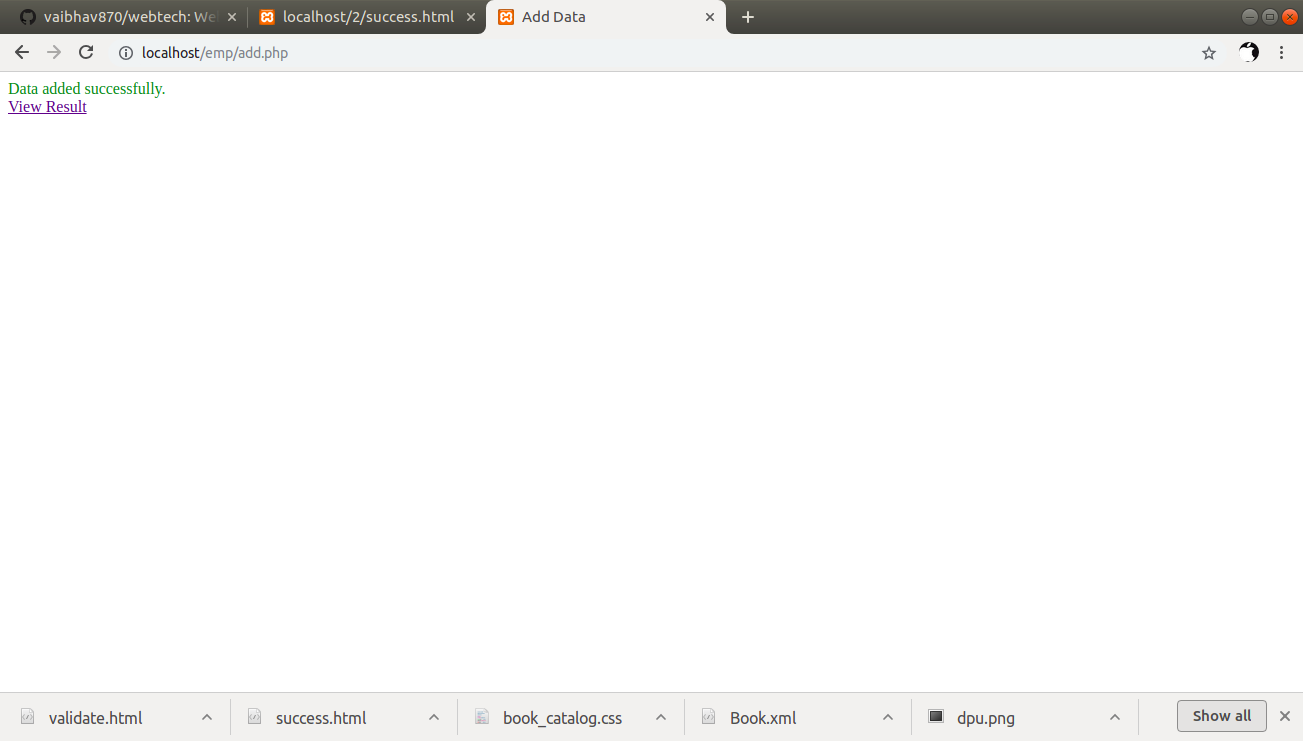 vaibhav870/webtech: We
localhost/2/success.html
Add Data
localhost/emp/add.php
Data added successfully.
View Result
validate.html
success.html
book_catalog.css
Book.xml
dpu.png
Show all